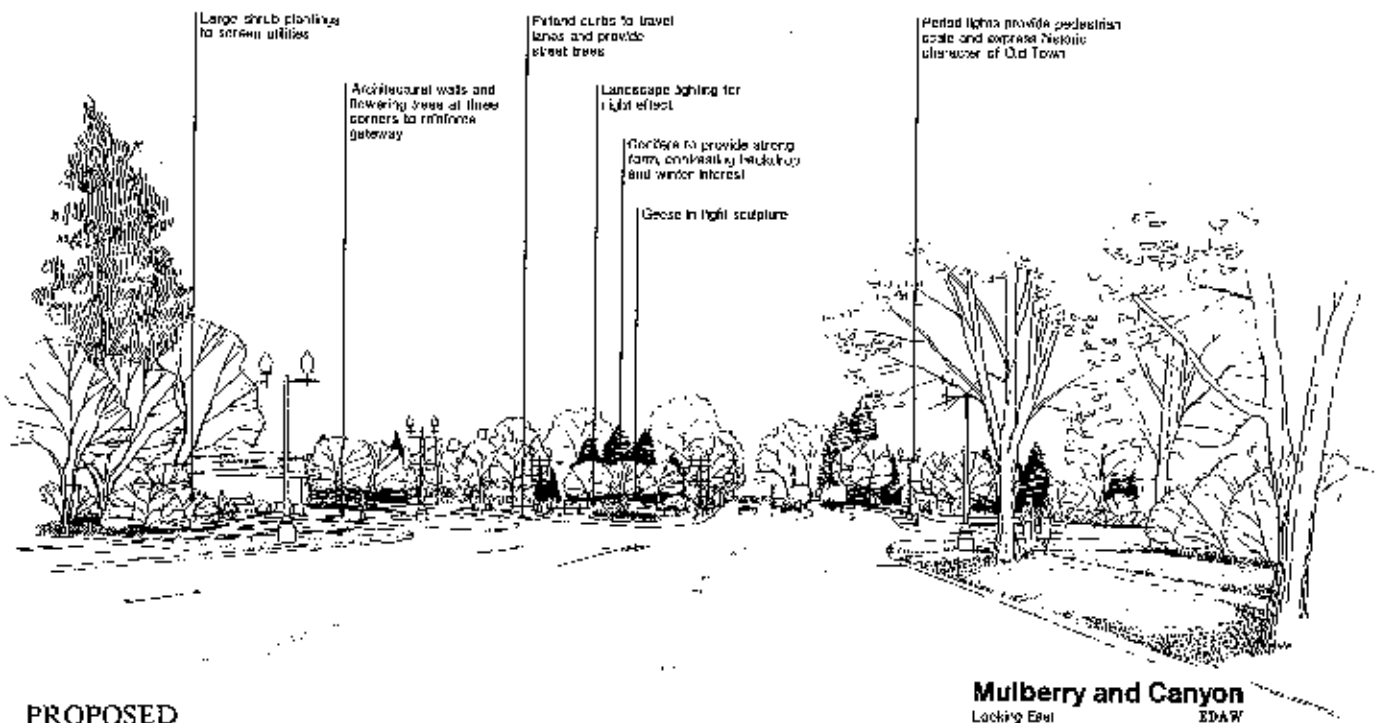 Large shrub plantings
to screen utilities
Architectural walls and
flowering trees at three
corners to reinforce
gateway
Extend curbs to travel
lanes and provide
street trees
Landscape lighting for
night effect
Conifers to provide strong
form, contrasting backdrop
and winter interest
Geese in flight sculpture
Period lights provide pedestrian
scale and express historic
character of Old Town
PROPOSED
Mulberry and Canyon
Looking East
EDAW